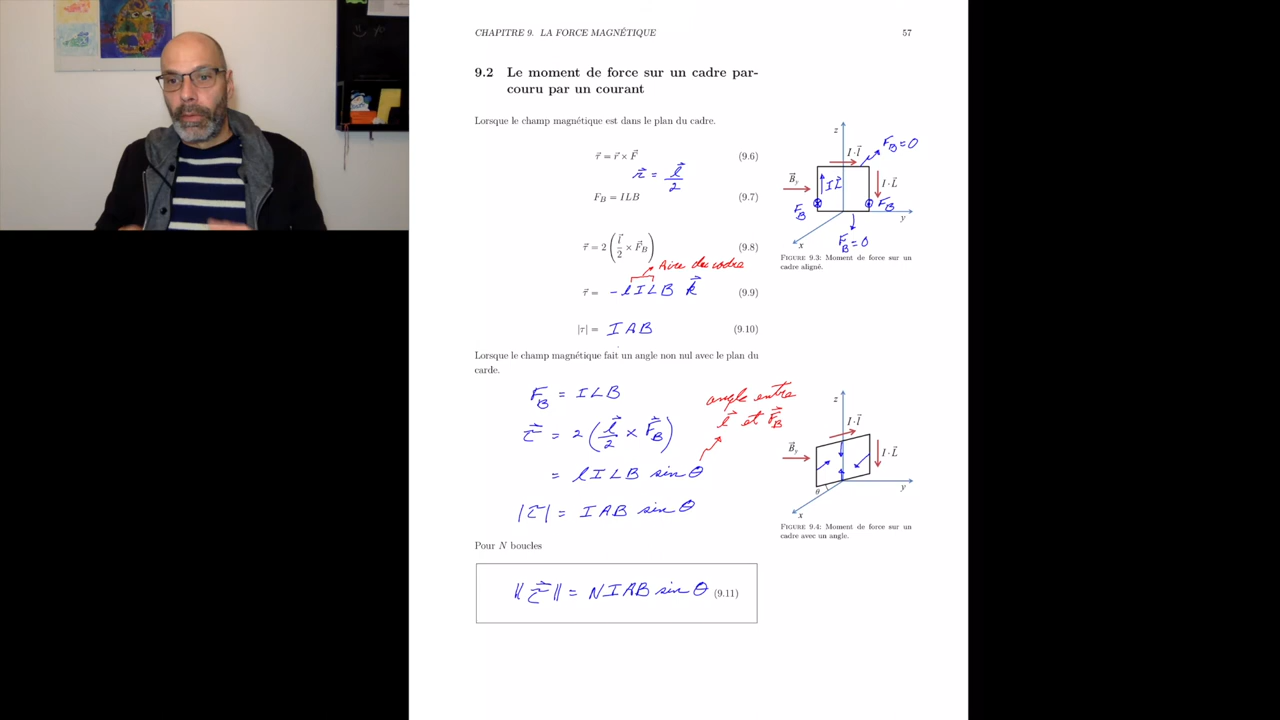 CHAPITRE 9. LA FORCE MAGNÉTIQUE 57
9.2 Le moment de force sur un cadre par-
couru par un courant
Lorsque le champ magnétique est dans le plan du cadre.
τ⃗ = r⃗ × F⃗ (9.6)
r⃗ = l⃗/2
F_B = ILB (9.7)
τ⃗ = 2 (l⃗/2 × F⃗_B) (9.8)
Aire du cadre
τ⃗ = - l I L B k⃗ (9.9)
|τ| = I A B (9.10)
z
F_B = 0
I · l⃗
B⃗_y
I L⃗
I · L⃗
F_B
F_B
y
x
F_B = 0
FIGURE 9.3: Moment de force sur un
cadre aligné.
Lorsque le champ magnétique fait un angle non nul avec le plan du
carde.
F_B = I L B
τ⃗ = 2 (l⃗/2 × F⃗_B)
angle entre
l⃗ et F⃗_B
= l I L B sin θ
|τ⃗| = I A B sin θ
z
I · l⃗
B⃗_y
I · L⃗
θ
y
x
FIGURE 9.4: Moment de force sur un
cadre avec un angle.
Pour N boucles
‖τ⃗‖ = N I A B sin θ (9.11)